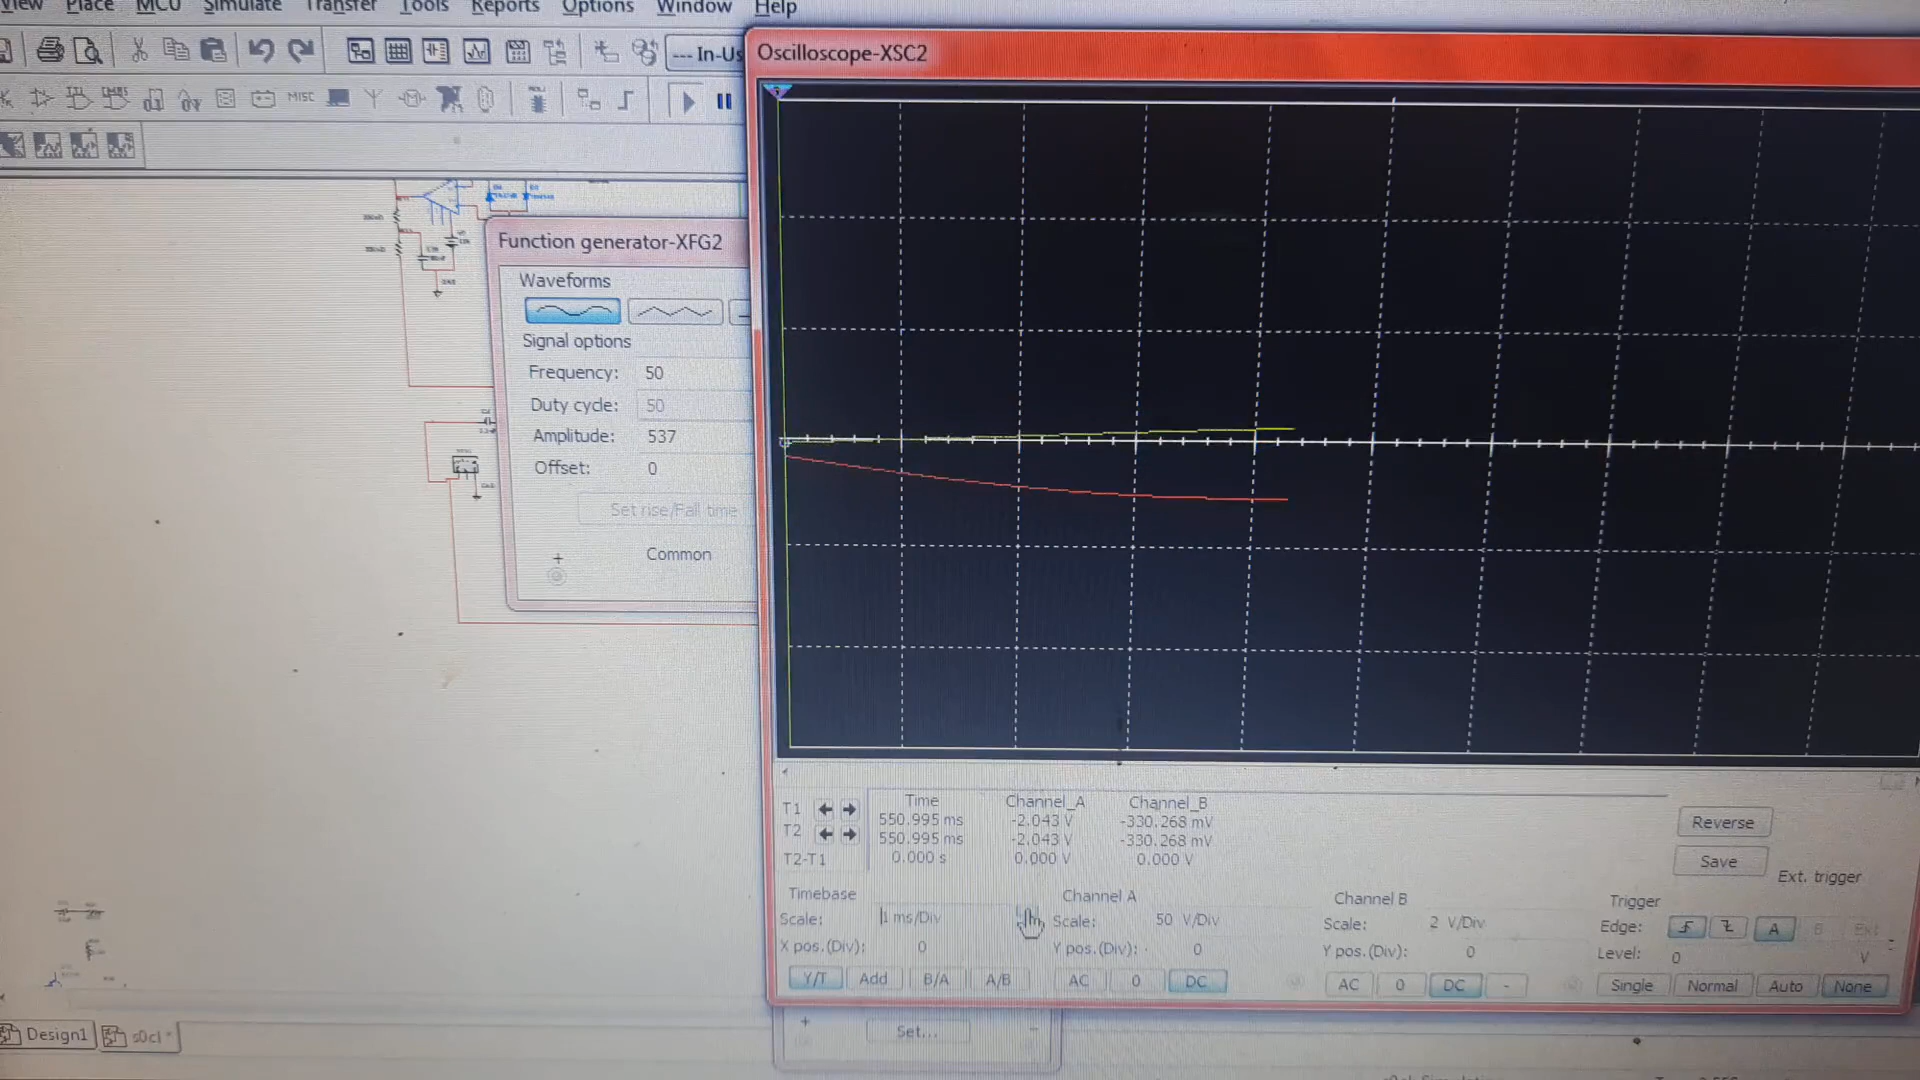 View Place MCU Simulate Transfer Tools Reports Options Window Help
--- In-Us
MISC
Oscilloscope-XSC2
Function generator-XFG2
Waveforms
Signal options
Frequency: 50
Duty cycle: 50
Amplitude: 537
Offset: 0
Set rise/Fall time
+
Common
Time Channel_A Channel_B
T1 550.995 ms -2.043 V -330.268 mV
T2 550.995 ms -2.043 V -330.268 mV
T2-T1 0.000 s 0.000 V 0.000 V
Reverse
Save
Ext. trigger
Timebase
Scale: 1 ms/Div
X pos.(Div): 0
Y/T Add B/A A/B
Channel A
Scale: 50 V/Div
Y pos.(Div): 0
AC 0 DC
Channel B
Scale: 2 V/Div
Y pos.(Div): 0
AC 0 DC -
Trigger
Edge: A B Ext
Level: 0 V
Single Normal Auto None
+ Set... -
Design1